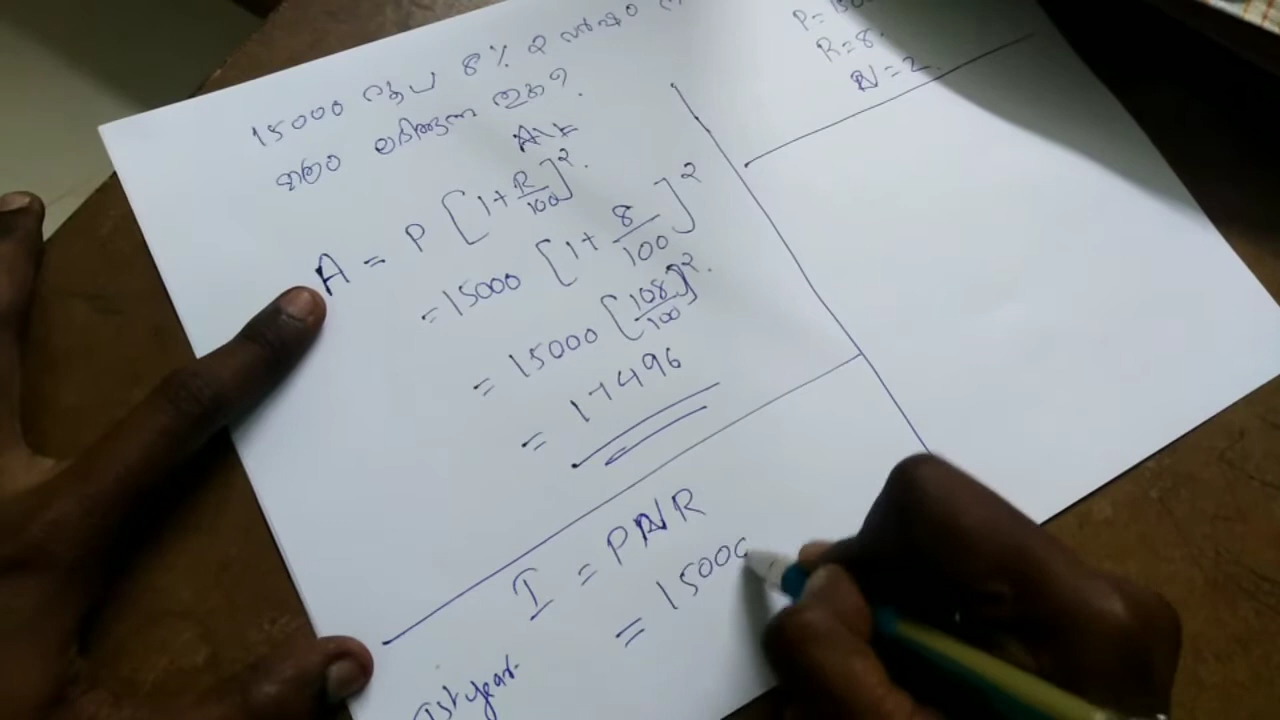 15000 രൂപ 8% 2 വർഷം
ലഭിക്കുന്ന തുക?
A = P [1+R/100]²
= 15000 [1+ 8/100]²
= 15000 [108/100]²
= 17496
I = PNR
= 15000
1st year
R=8.
N=2